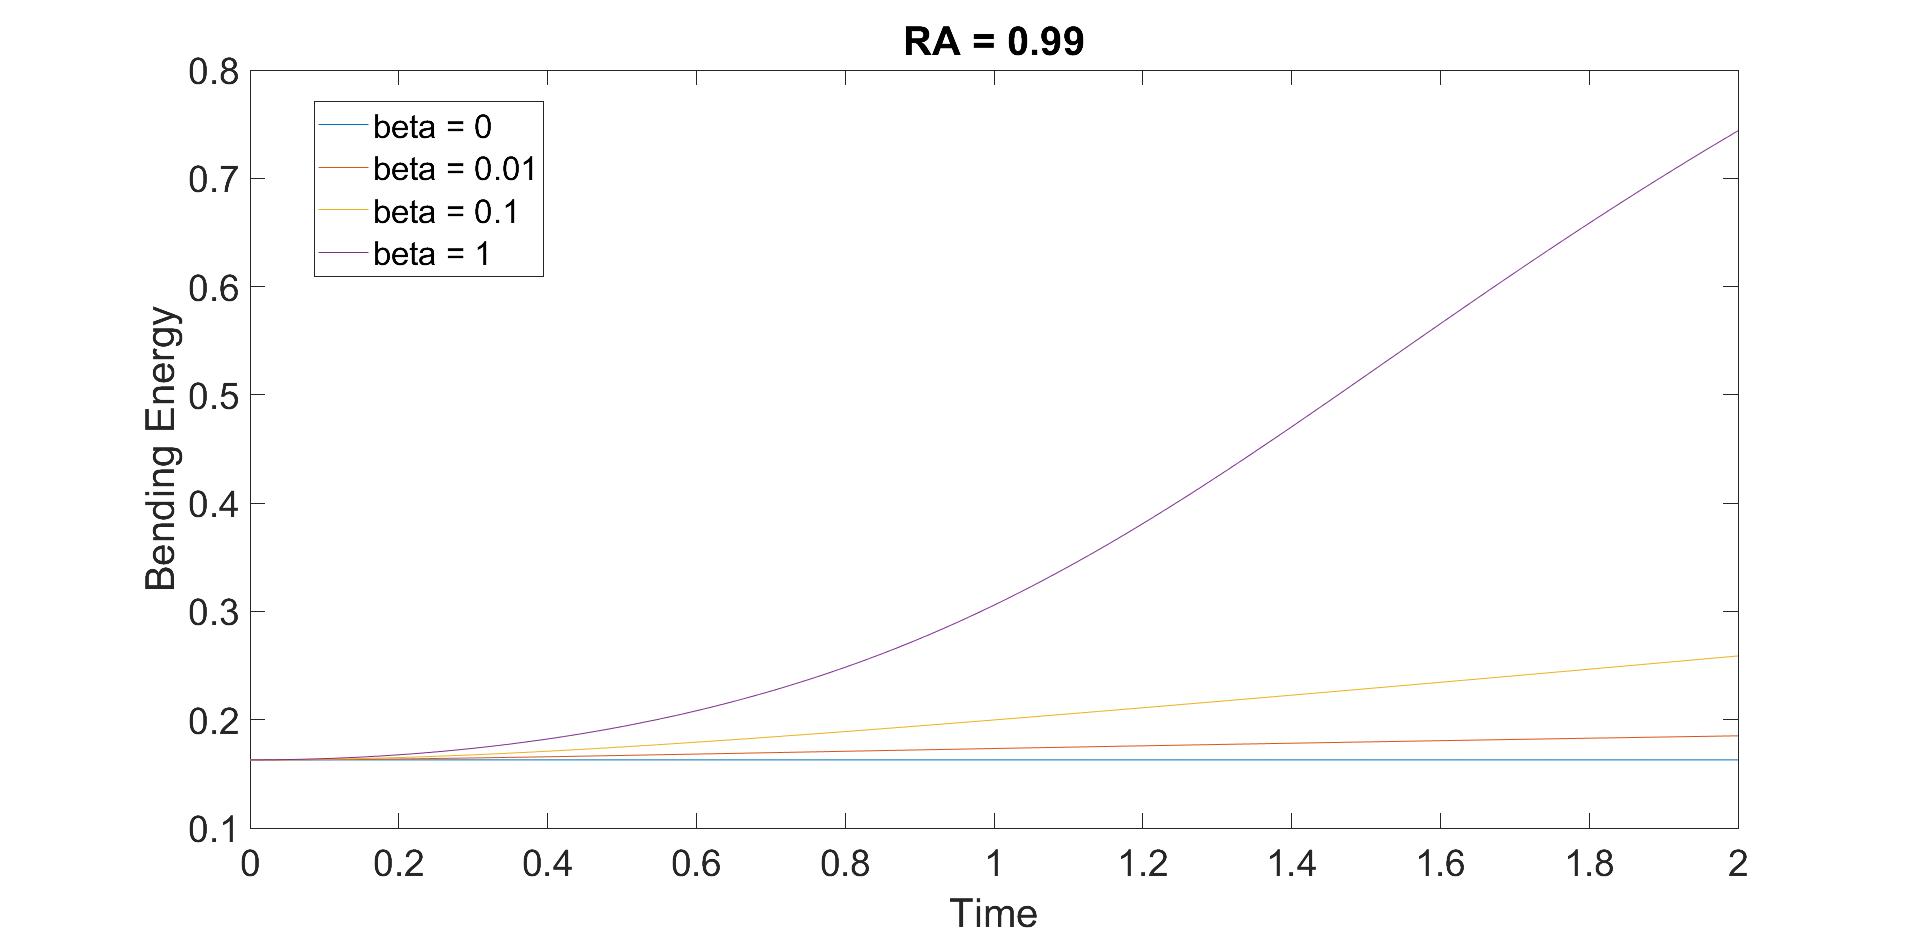 RA = 0.99
0.8
0.7
0.6
0.5
0.4
0.3
0.2
0.1
Bending Energy
beta = 0
beta = 0.01
beta = 0.1
beta = 1
0 0.2 0.4 0.6 0.8 1 1.2 1.4 1.6 1.8 2
Time